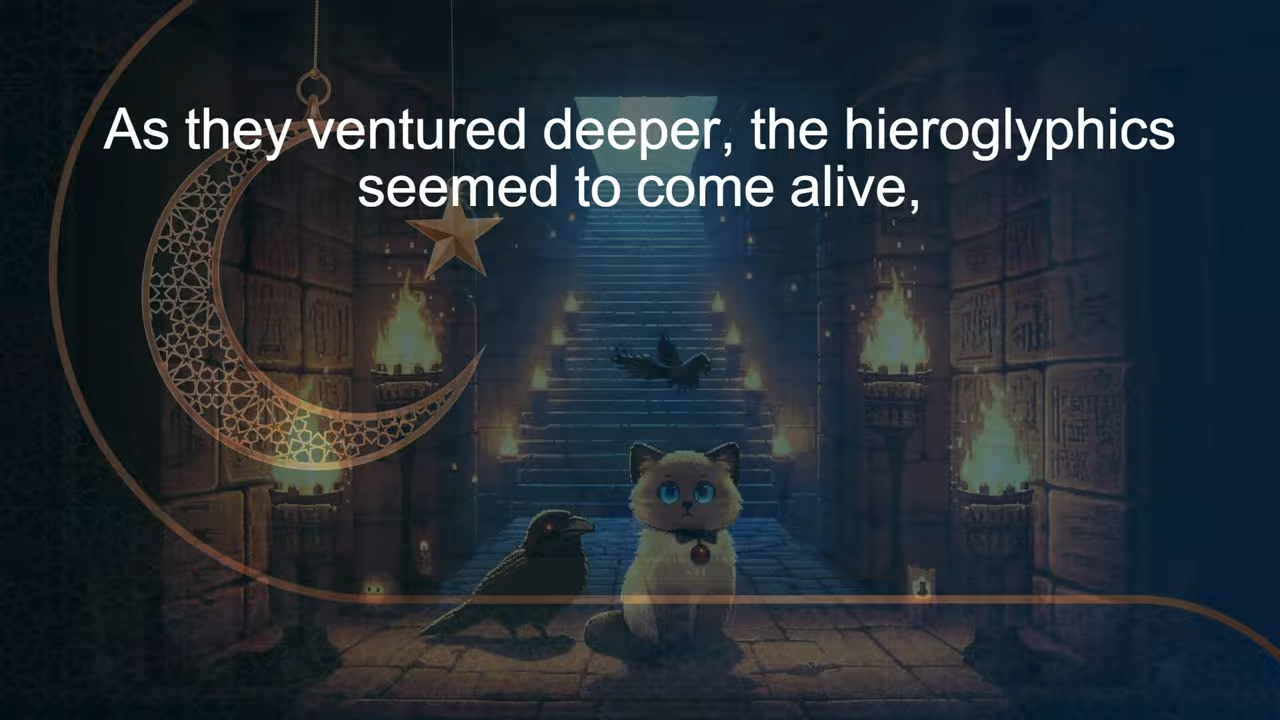 As they ventured deeper, the hieroglyphics
seemed to come alive,